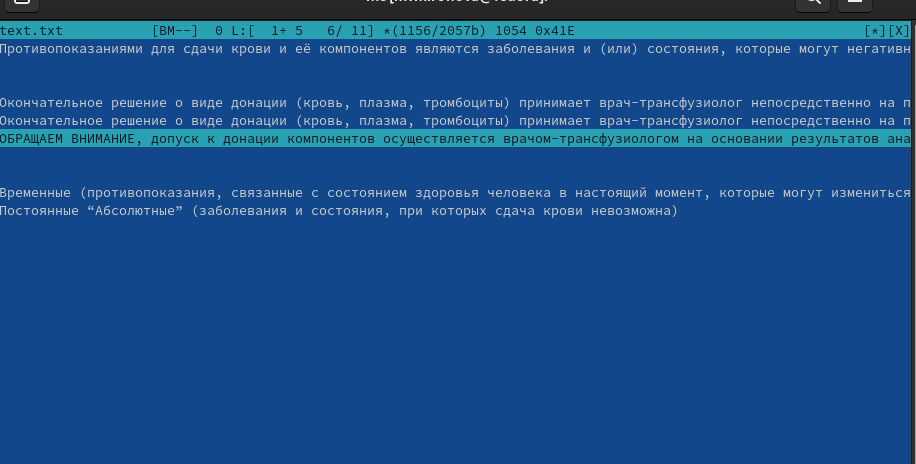 text.txt [BM--] 0 L:[ 1+ 5 6/ 11] *(1156/2057b) 1054 0x41E [*][X]
Противопоказаниями для сдачи крови и её компонентов являются заболевания и (или) состояния, которые могут негативн
Окончательное решение о виде донации (кровь, плазма, тромбоциты) принимает врач-трансфузиолог непосредственно на п
Окончательное решение о виде донации (кровь, плазма, тромбоциты) принимает врач-трансфузиолог непосредственно на п
ОБРАЩАЕМ ВНИМАНИЕ, допуск к донации компонентов осуществляется врачом-трансфузиологом на основании результатов ана
Временные (противопоказания, связанные с состоянием здоровья человека в настоящий момент, которые могут измениться
Постоянные “Абсолютные” (заболевания и состояния, при которых сдача крови невозможна)